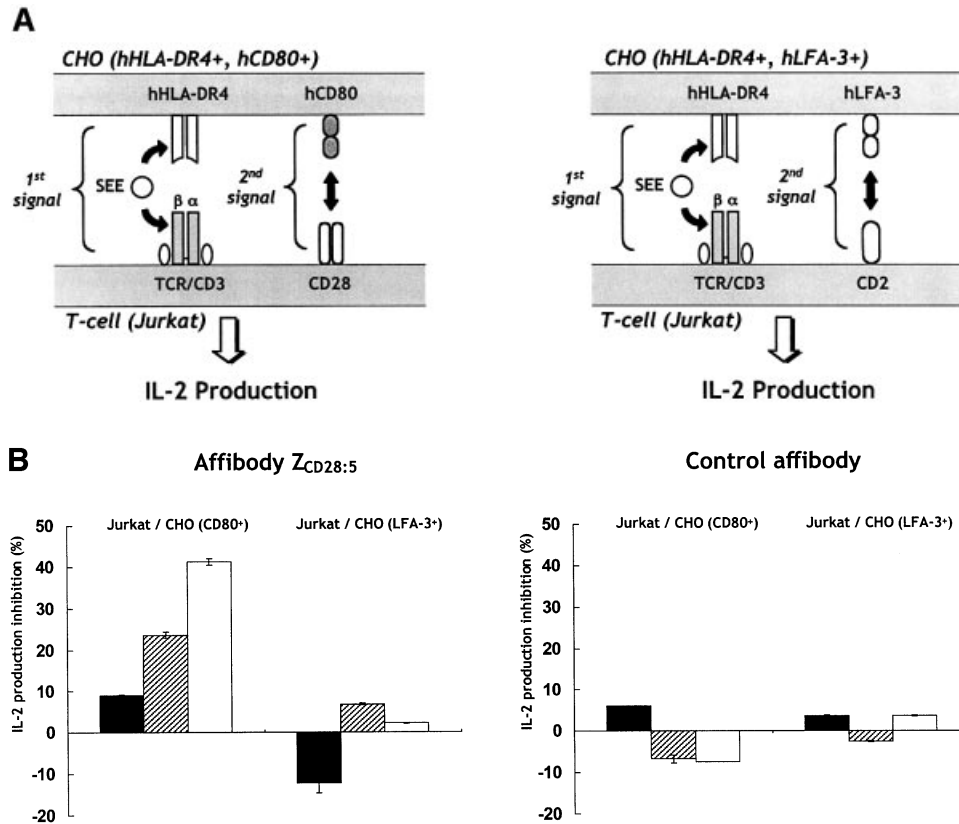 A
CHO (hHLA-DR4+, hCD80+)
hHLA-DR4 hCD80
1st signal
SEE
2nd signal
β α
TCR/CD3 CD28
T-cell (Jurkat)
IL-2 Production
CHO (hHLA-DR4+, hLFA-3+)
hHLA-DR4 hLFA-3
1st signal
SEE
2nd signal
β α
TCR/CD3 CD2
T-cell (Jurkat)
IL-2 Production
B
Affibody ZCD28:5
Jurkat / CHO (CD80+) Jurkat / CHO (LFA-3+)
IL-2 production inhibition (%)
50
40
30
20
10
0
-10
-20
Control affibody
Jurkat / CHO (CD80+) Jurkat / CHO (LFA-3+)
IL-2 production inhibition (%)
50
40
30
20
10
0
-10
-20